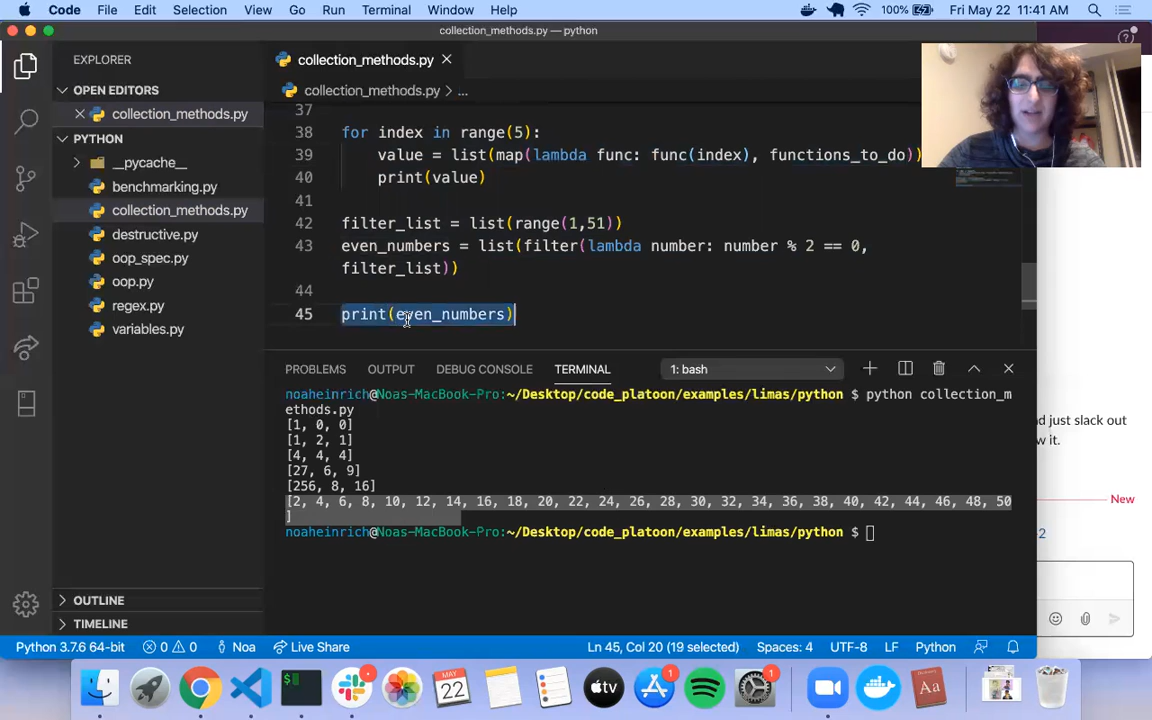 Code File Edit Selection View Go Run Terminal Window Help 100% Fri May 22 11:41 AM
collection_methods.py — python
EXPLORER
collection_methods.py
OPEN EDITORS
collection_methods.py
collection_methods.py > ...
PYTHON
__pycache__
benchmarking.py
collection_methods.py
destructive.py
oop_spec.py
oop.py
regex.py
variables.py
OUTLINE
TIMELINE
37
38 for index in range(5):
39 value = list(map(lambda func: func(index), functions_to_do))
40 print(value)
41
42 filter_list = list(range(1,51))
43 even_numbers = list(filter(lambda number: number % 2 == 0,
filter_list))
44
45 print(even_numbers)
PROBLEMS OUTPUT DEBUG CONSOLE TERMINAL 1: bash
noaheinrich@Noas-MacBook-Pro:~/Desktop/code_platoon/examples/limas/python $ python collection_m
ethods.py
[1, 0, 0]
[1, 2, 1]
[4, 4, 4]
[27, 6, 9]
[256, 8, 16]
[2, 4, 6, 8, 10, 12, 14, 16, 18, 20, 22, 24, 26, 28, 30, 32, 34, 36, 38, 40, 42, 44, 46, 48, 50
]
noaheinrich@Noas-MacBook-Pro:~/Desktop/code_platoon/examples/limas/python $
d just slack out
w it.
New
-2
Python 3.7.6 64-bit 0 0 Noa Live Share Ln 45, Col 20 (19 selected) Spaces: 4 UTF-8 LF Python
MAY
22
tv
1
1
Aa